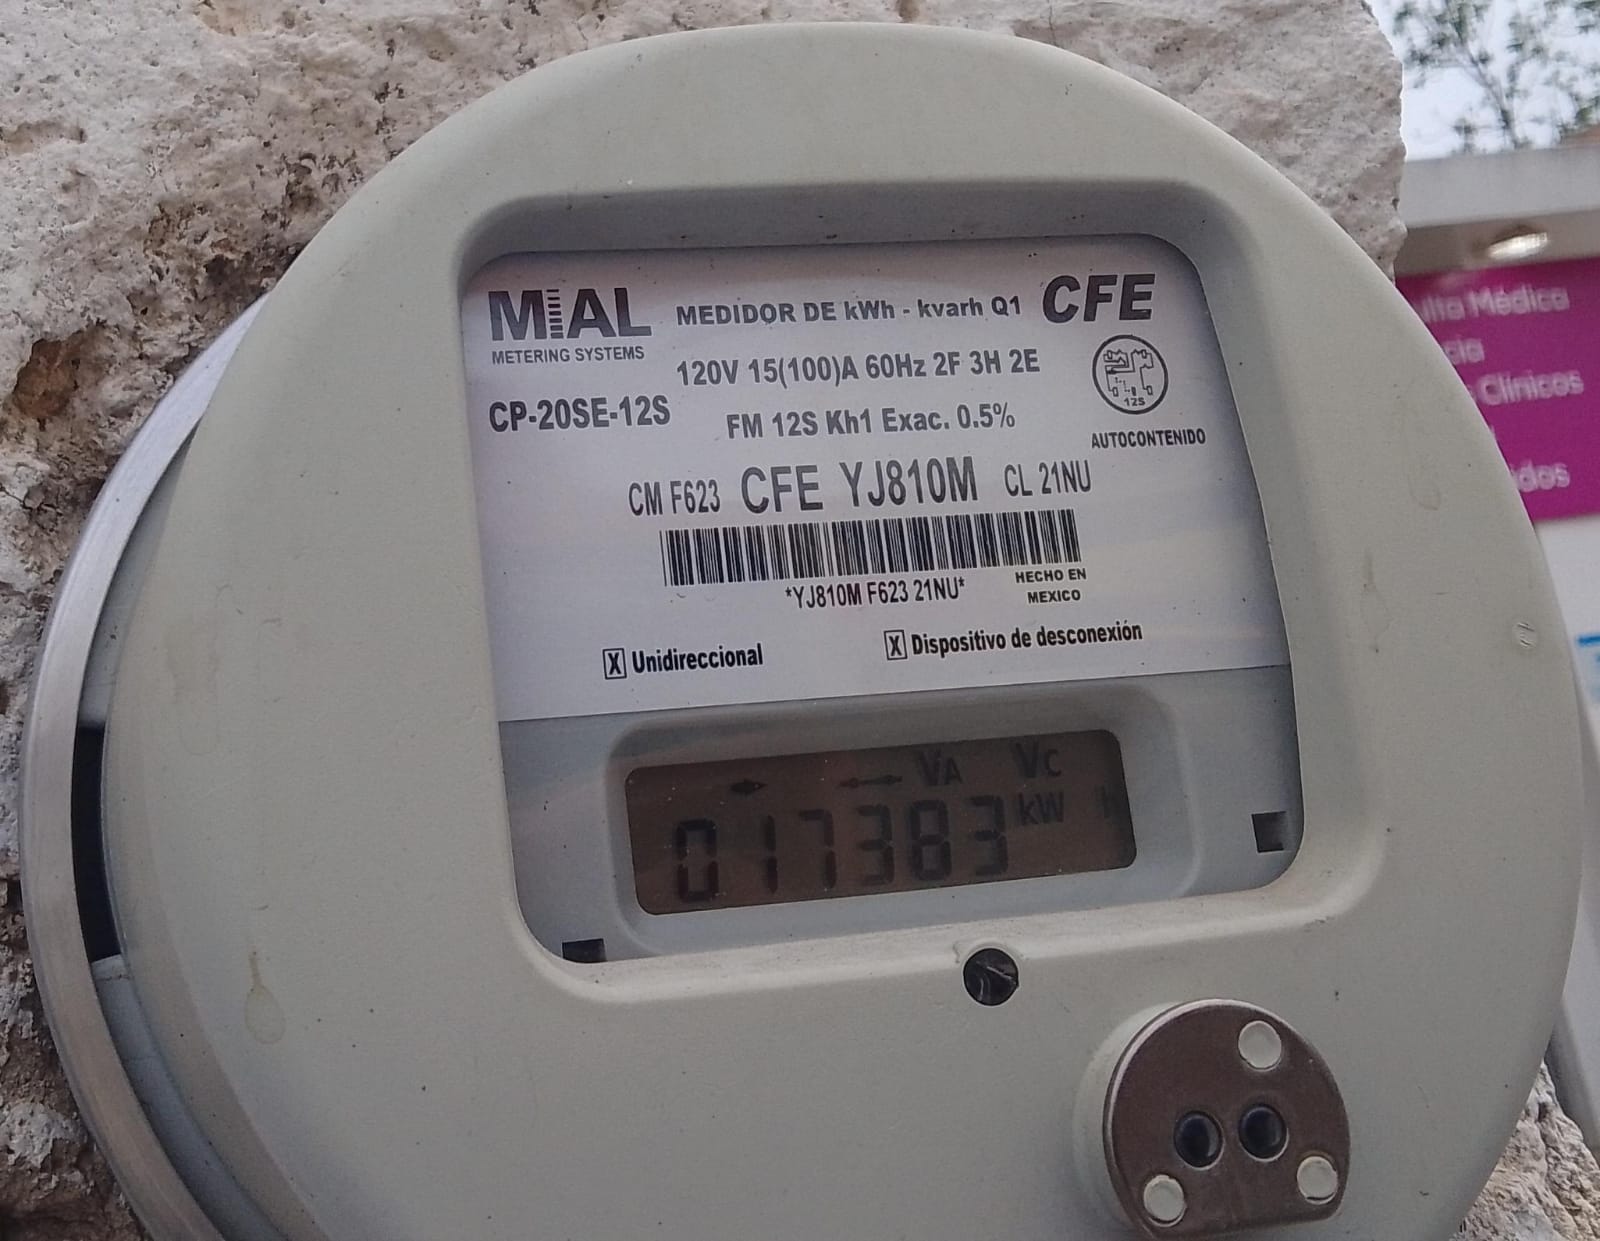 MIAL
METERING SYSTEMS
MEDIDOR DE kWh - kvarh Q1
CFE
120V 15(100)A 60Hz 2F 3H 2E
CP-20SE-12S
FM 12S Kh1 Exac. 0.5%
12S
AUTOCONTENIDO
CM F623 CFE YJ810M CL 21NU
*YJ810M F623 21NU*
HECHO EN
MEXICO
X Unidireccional
X Dispositivo de desconexión
VA VC
017383 kW h
Médica
Clínicos